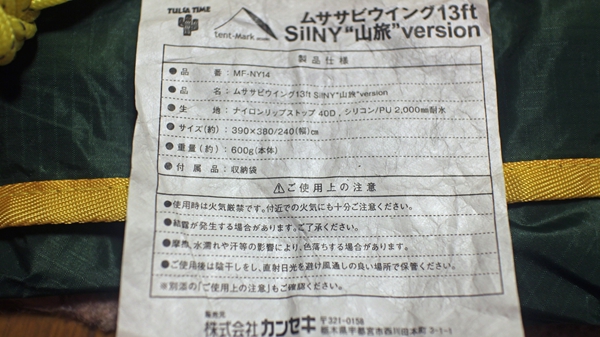 TULSA TIME
tent-Mark
ムササビウイング13ft
SilNY"山旅"version
製品仕様
●品 番：MF-NY14
●品 名：ムササビウイング13ft SilNY"山旅"version
●生 地：ナイロンリップストップ 40D、シリコン/PU 2,000㎜耐水
●サイズ(約)：390×380/240(幅)㎝
●重量(約)：600g(本体)
●付 属 品：収納袋
⚠ご使用上の注意
●使用時は火気厳禁です。付近での火気にも十分ご注意ください。
●結露が発生する場合があります。ご了承ください。
●摩擦、水濡れや汗等の影響により、色落ちする場合があります。
●ご使用後は陰干しをし、直射日光を避け風通しの良い場所で保管ください。
※別添の「ご使用上の注意」もご確認ください。
販売元
株式会社 カンセキ
〒321-0158
栃木県宇都宮市西川田本町 3-1-1